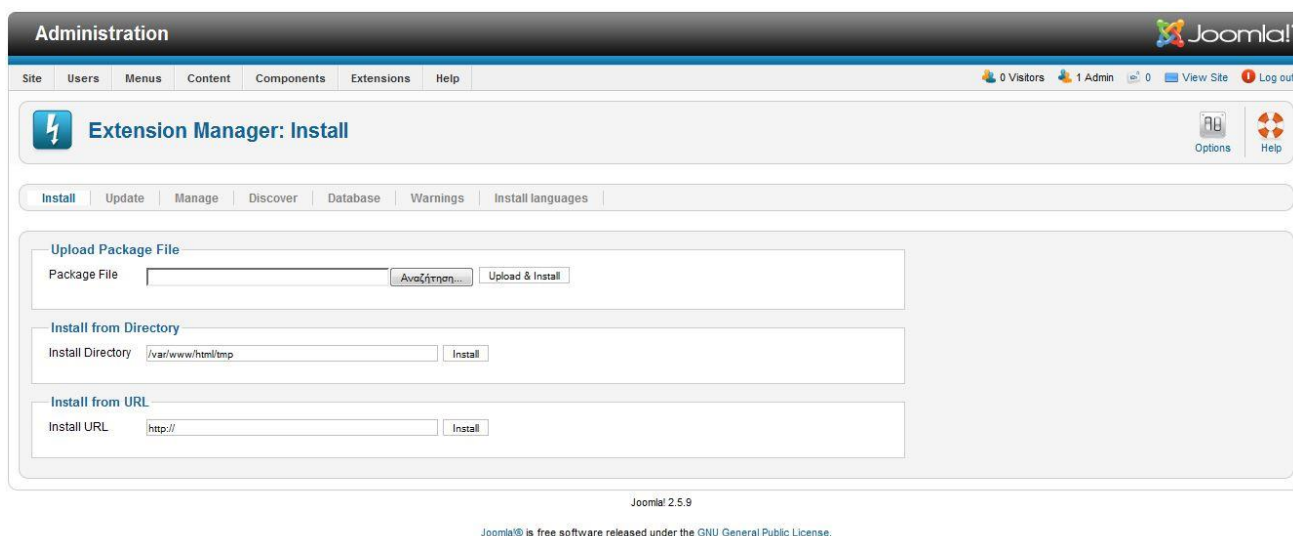 Administration
Joomla!
Site Users Menus Content Components Extensions Help
0 Visitors 1 Admin 0 View Site Log out
Extension Manager: Install
Options Help
Install Update Manage Discover Database Warnings Install languages
Upload Package File
Package File Αναζήτηση... Upload & Install
Install from Directory
Install Directory /var/www/html/tmp Install
Install from URL
Install URL http:// Install
Joomla! 2.5.9
Joomla!® is free software released under the GNU General Public License.